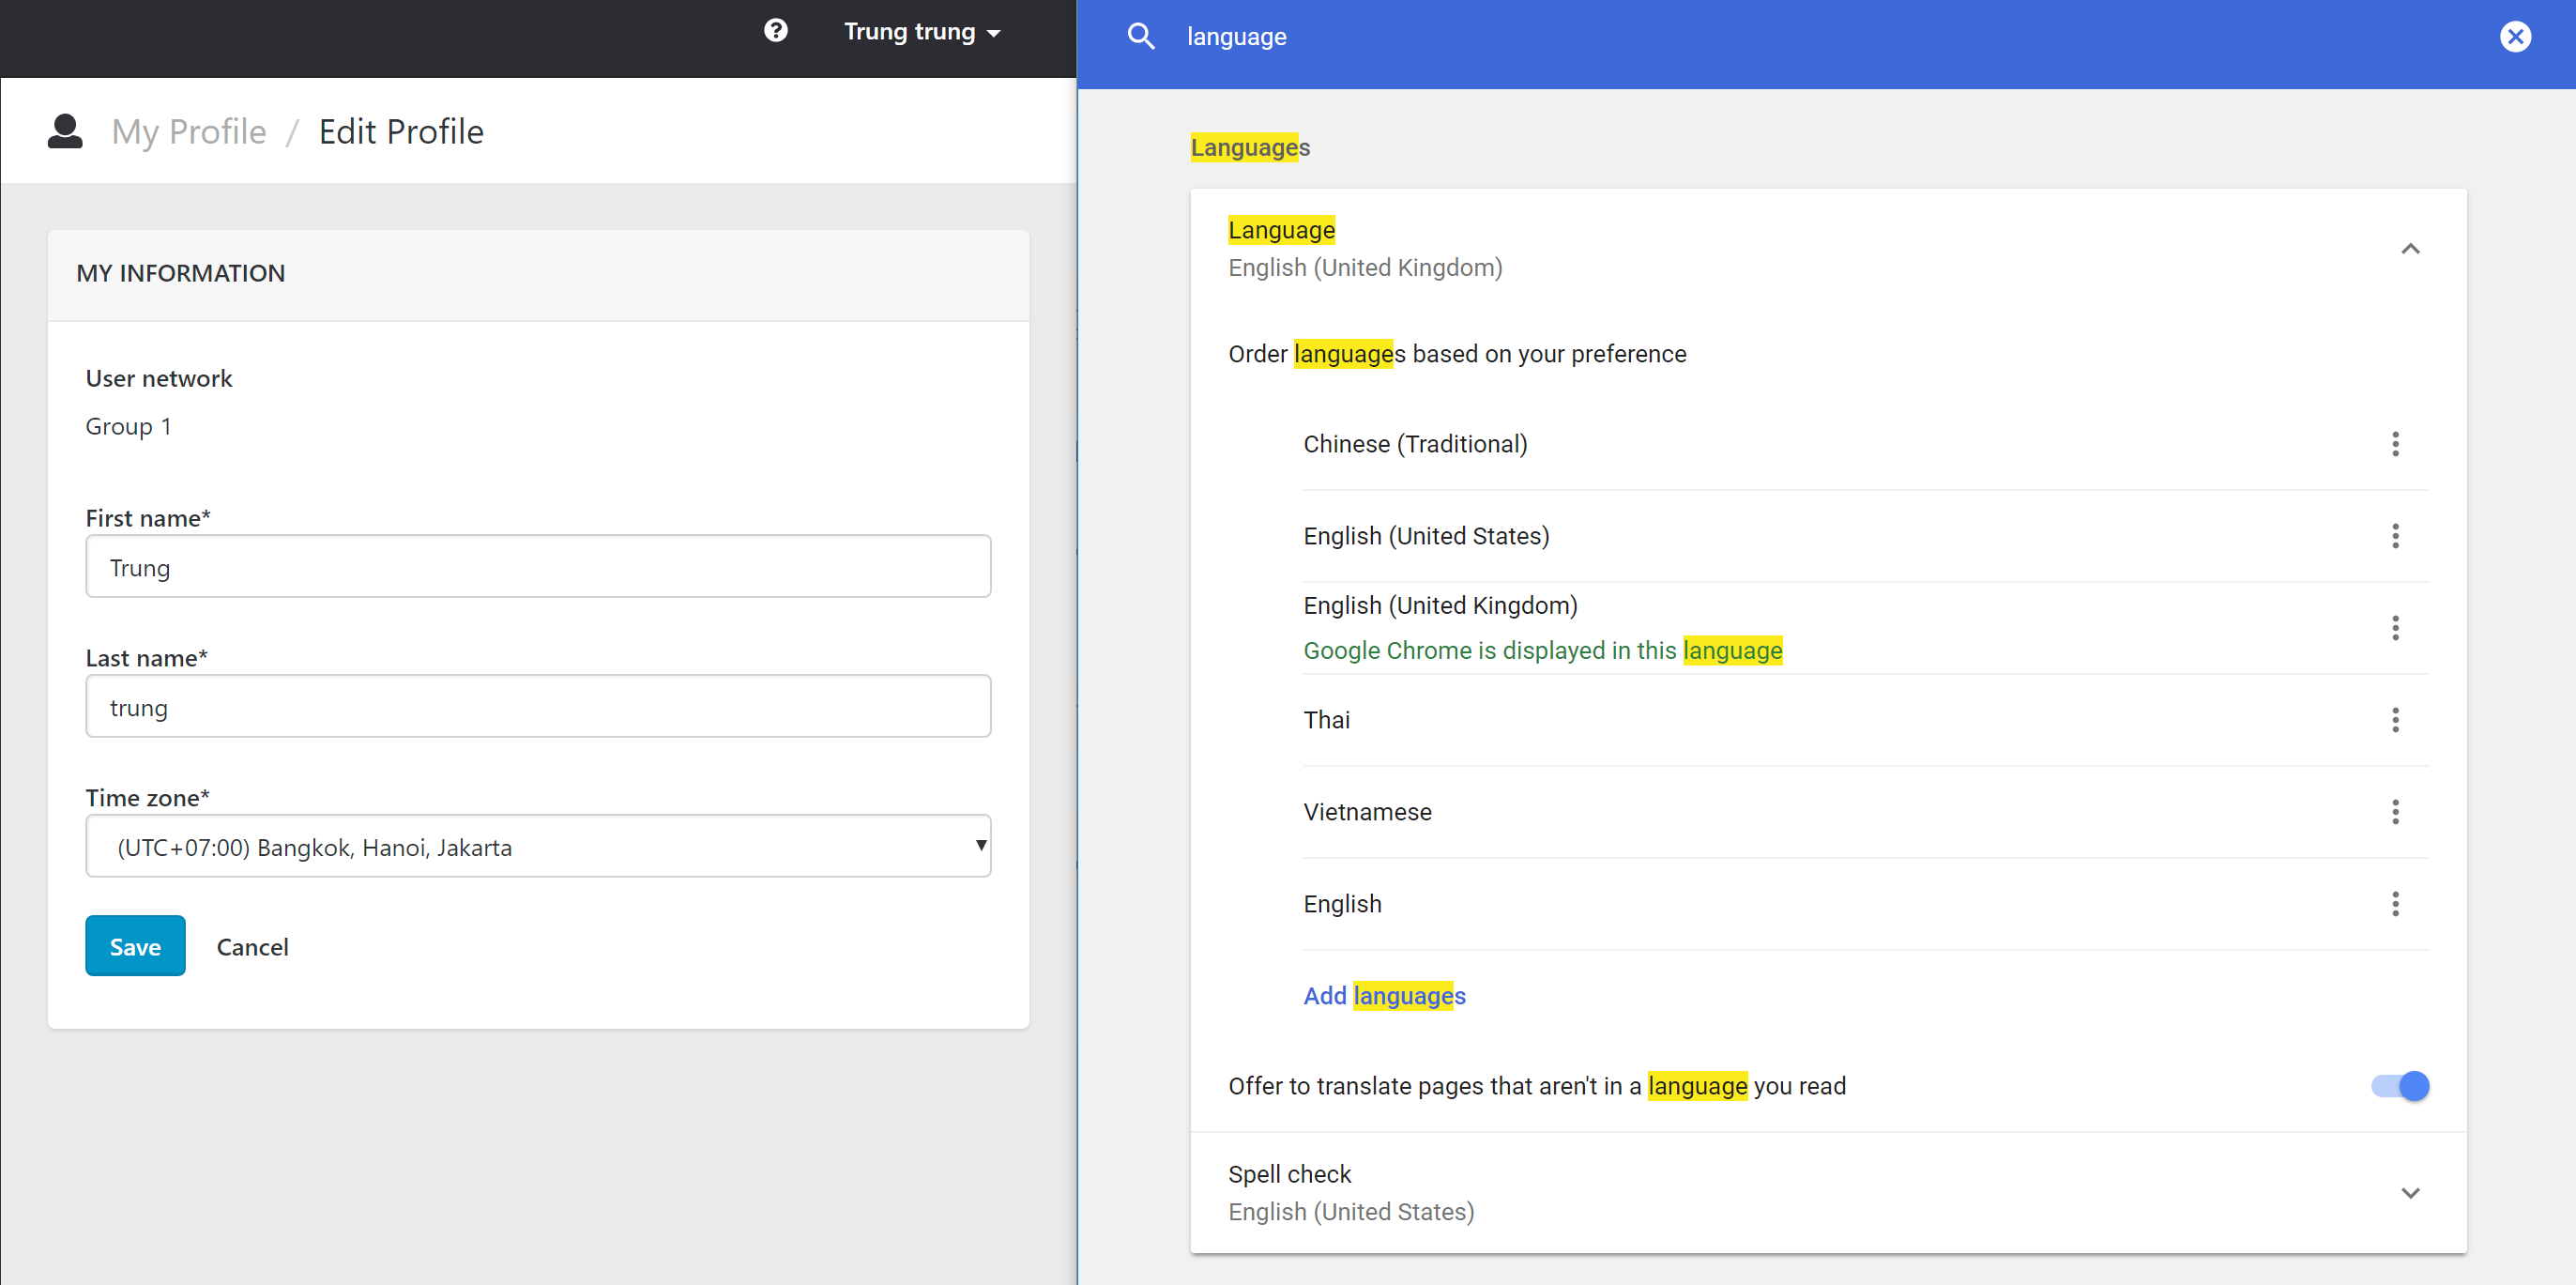 Trung trung
My Profile / Edit Profile
MY INFORMATION
User network
Group 1
First name*
Trung
Last name*
trung
Time zone*
(UTC+07:00) Bangkok, Hanoi, Jakarta
Save Cancel
language
Languages
Language
English (United Kingdom)
Order languages based on your preference
Chinese (Traditional)
English (United States)
English (United Kingdom)
Google Chrome is displayed in this language
Thai
Vietnamese
English
Add languages
Offer to translate pages that aren't in a language you read
Spell check
English (United States)